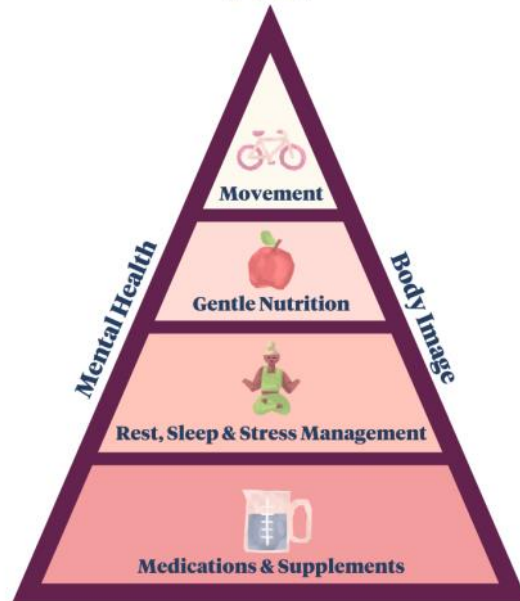 Movement
Mental Health
Body Image
Gentle Nutrition
Rest, Sleep & Stress Management
Medications & Supplements